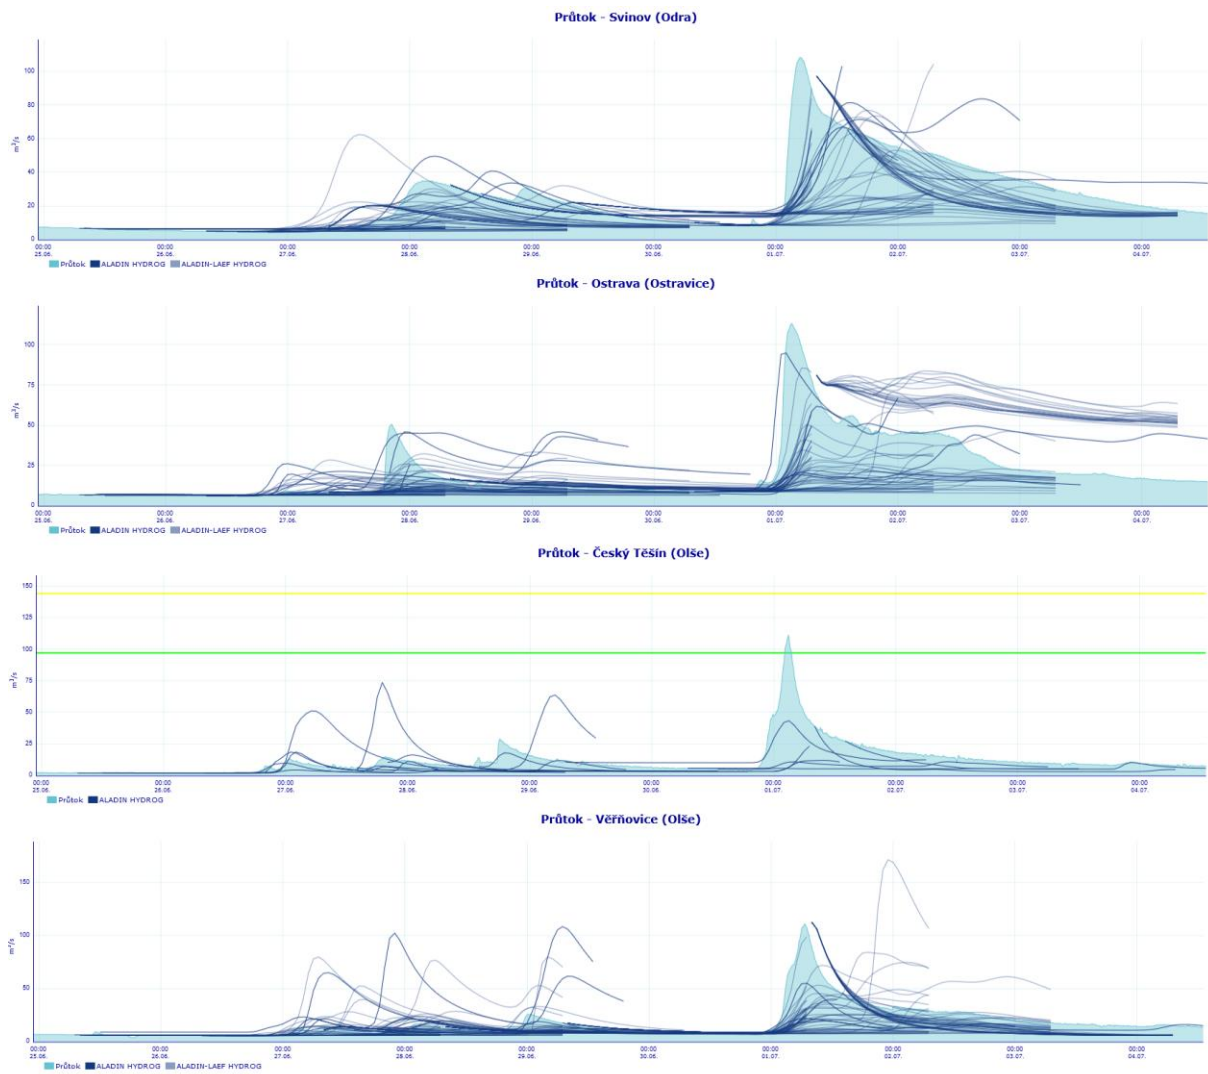 Průtok - Svinov (Odra)
100
80
60
40
20
0
m³/s
00:00 00:00 00:00 00:00 00:00 00:00 00:00 00:00 00:00 00:00
25.06. 26.06. 27.06. 28.06. 29.06. 30.06. 01.07. 02.07. 03.07. 04.07.
Průtok ALADIN HYDROG ALADIN-LAEF HYDROG
Průtok - Ostrava (Ostravice)
100
75
50
25
0
m³/s
00:00 00:00 00:00 00:00 00:00 00:00 00:00 00:00 00:00 00:00
25.06. 26.06. 27.06. 28.06. 29.06. 30.06. 01.07. 02.07. 03.07. 04.07.
Průtok ALADIN HYDROG ALADIN-LAEF HYDROG
Průtok - Český Těšín (Olše)
150
125
100
75
50
25
0
m³/s
00:00 00:00 00:00 00:00 00:00 00:00 00:00 00:00 00:00 00:00
25.06. 26.06. 27.06. 28.06. 29.06. 30.06. 01.07. 02.07. 03.07. 04.07.
Průtok ALADIN HYDROG
Průtok - Věřňovice (Olše)
150
100
50
0
m³/s
00:00 00:00 00:00 00:00 00:00 00:00 00:00 00:00 00:00 00:00
25.06. 26.06. 27.06. 28.06. 29.06. 30.06. 01.07. 02.07. 03.07. 04.07.
Průtok ALADIN HYDROG ALADIN-LAEF HYDROG